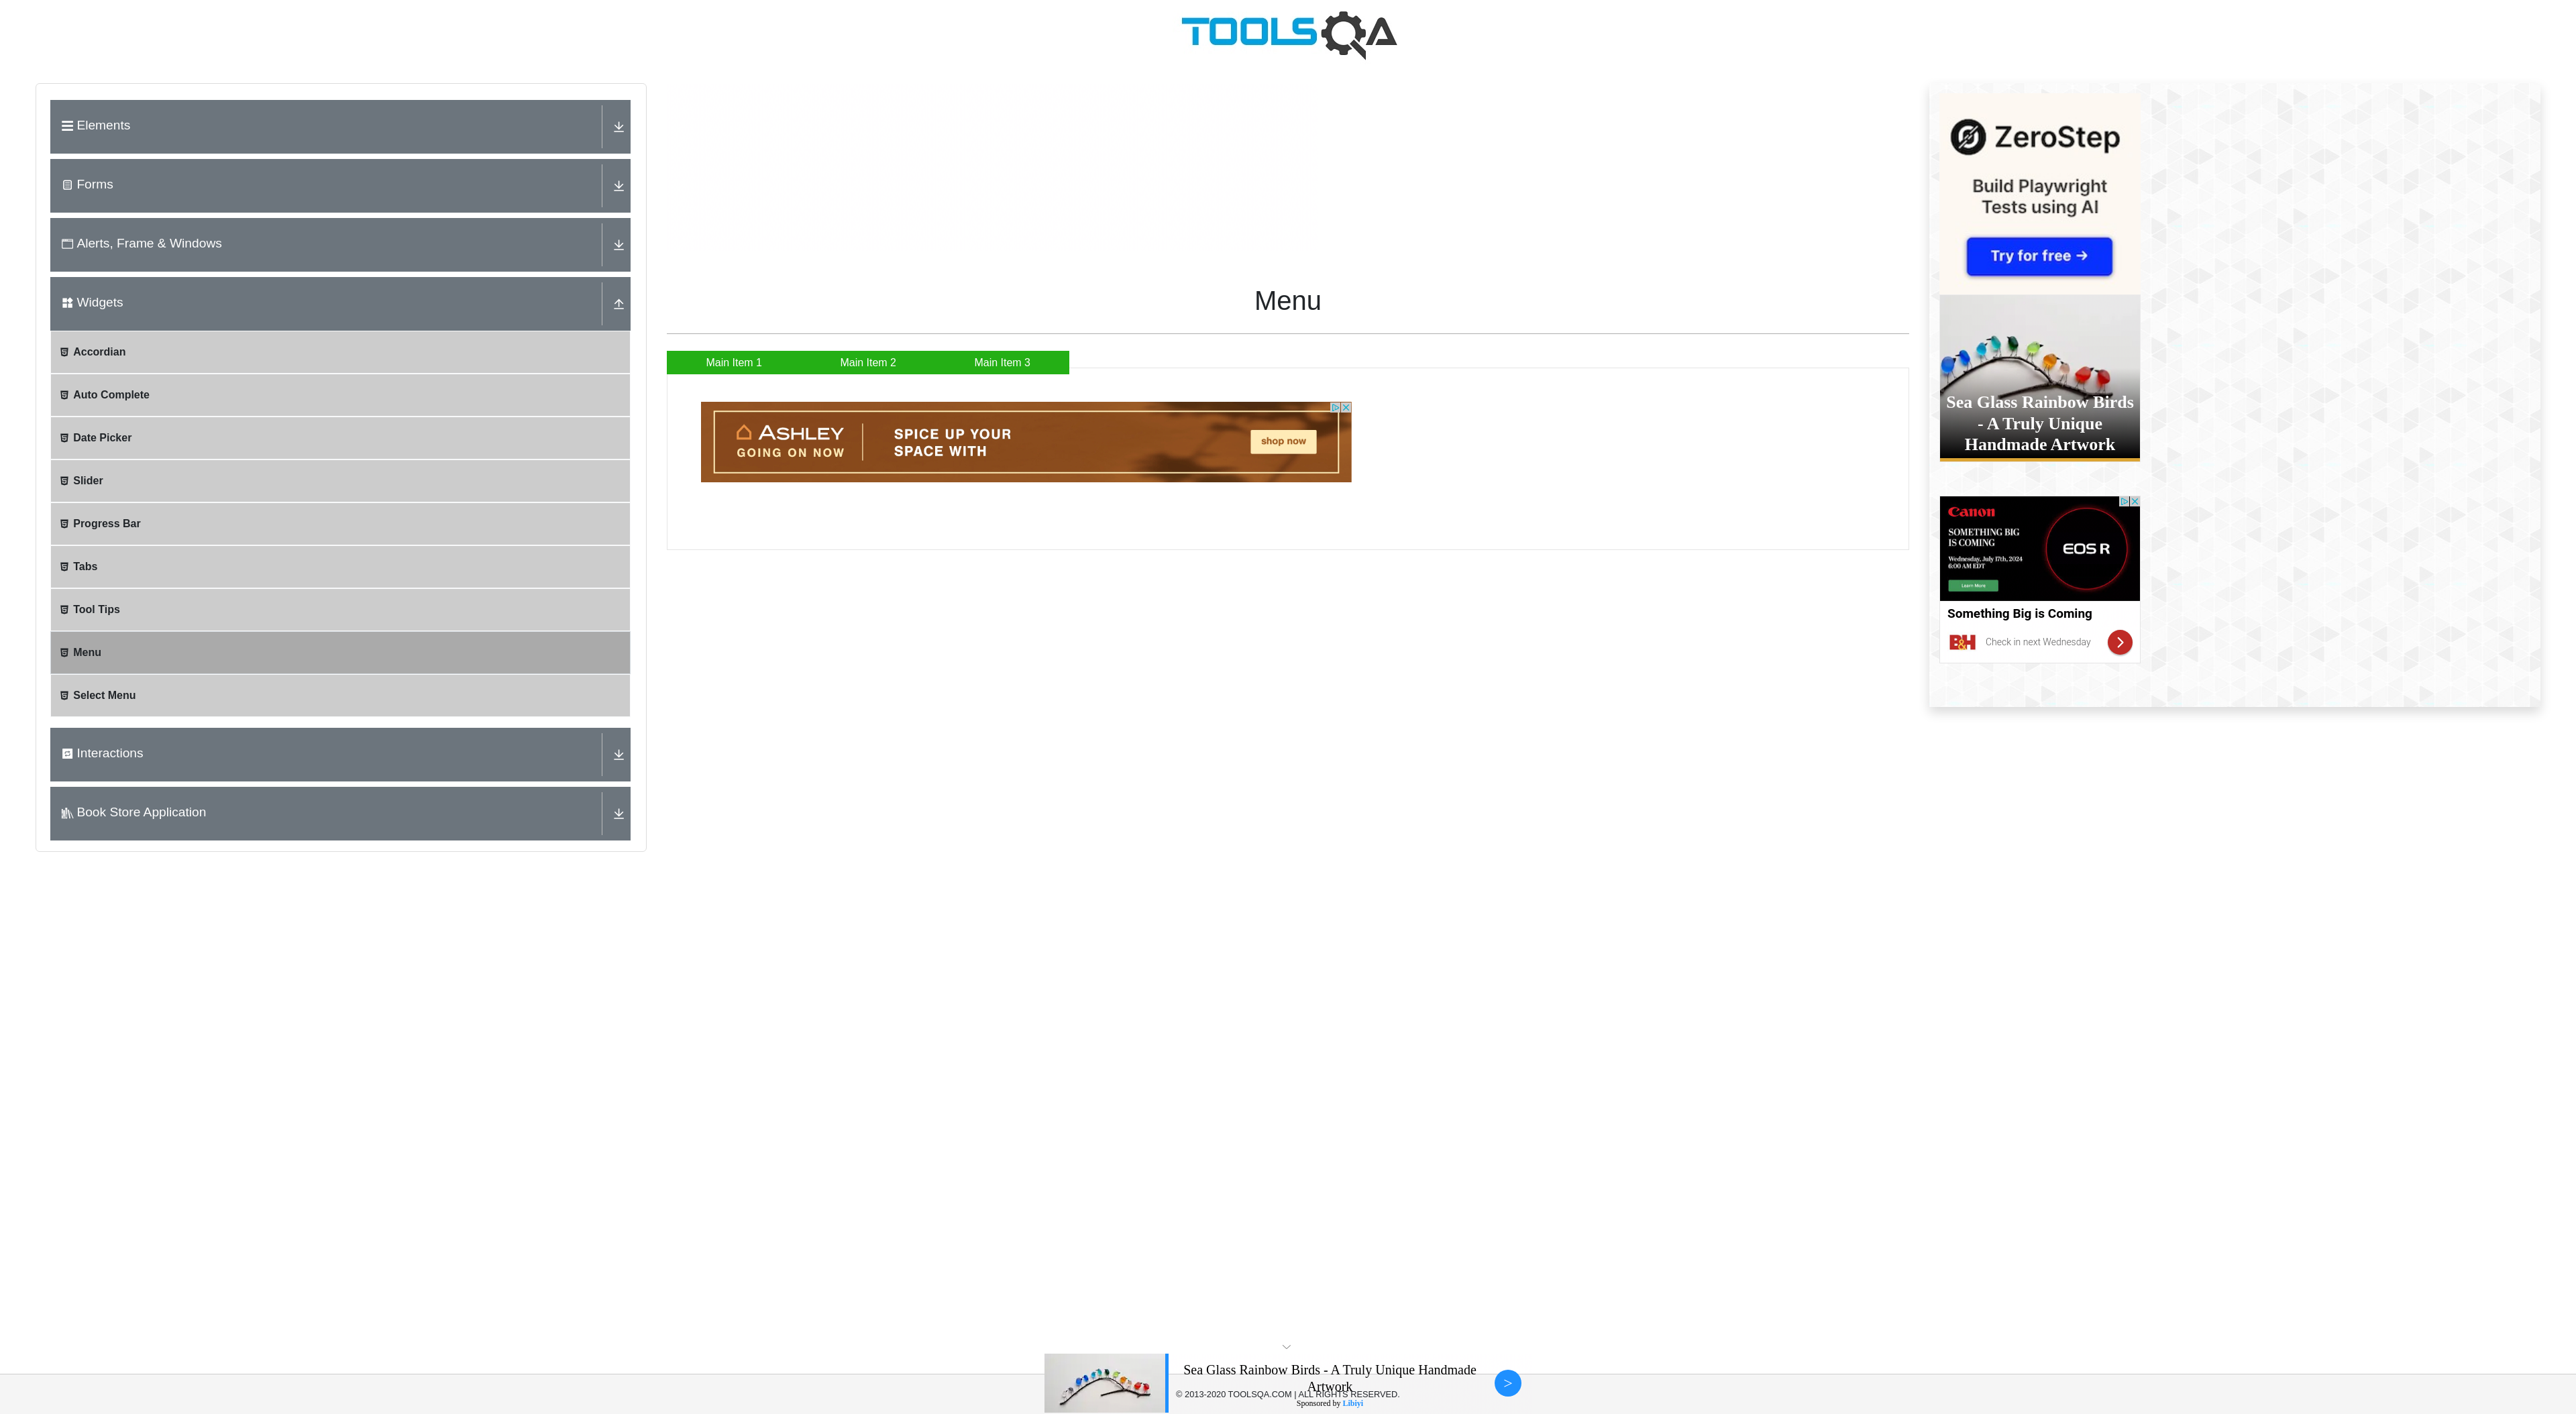 TOOLSQA
Elements
Forms
Alerts, Frame & Windows
Widgets
Accordian
Auto Complete
Date Picker
Slider
Progress Bar
Tabs
Tool Tips
Menu
Select Menu
Interactions
Book Store Application
Menu
Main Item 1
Main Item 2
Main Item 3
ASHLEY
GOING ON NOW
SPICE UP YOUR
SPACE WITH
shop now
ZeroStep
Build Playwright
Tests using AI
Try for free →
Sea Glass Rainbow Birds
- A Truly Unique
Handmade Artwork
Canon
SOMETHING BIG
IS COMING
Wednesday, July 17th, 2024
6:00 AM EDT
Learn More
EOS R
Something Big is Coming
B&H
Check in next Wednesday
Sea Glass Rainbow Birds - A Truly Unique Handmade
Artwork
© 2013-2020 TOOLSQA.COM | ALL RIGHTS RESERVED.
Sponsored by Libiyi
>